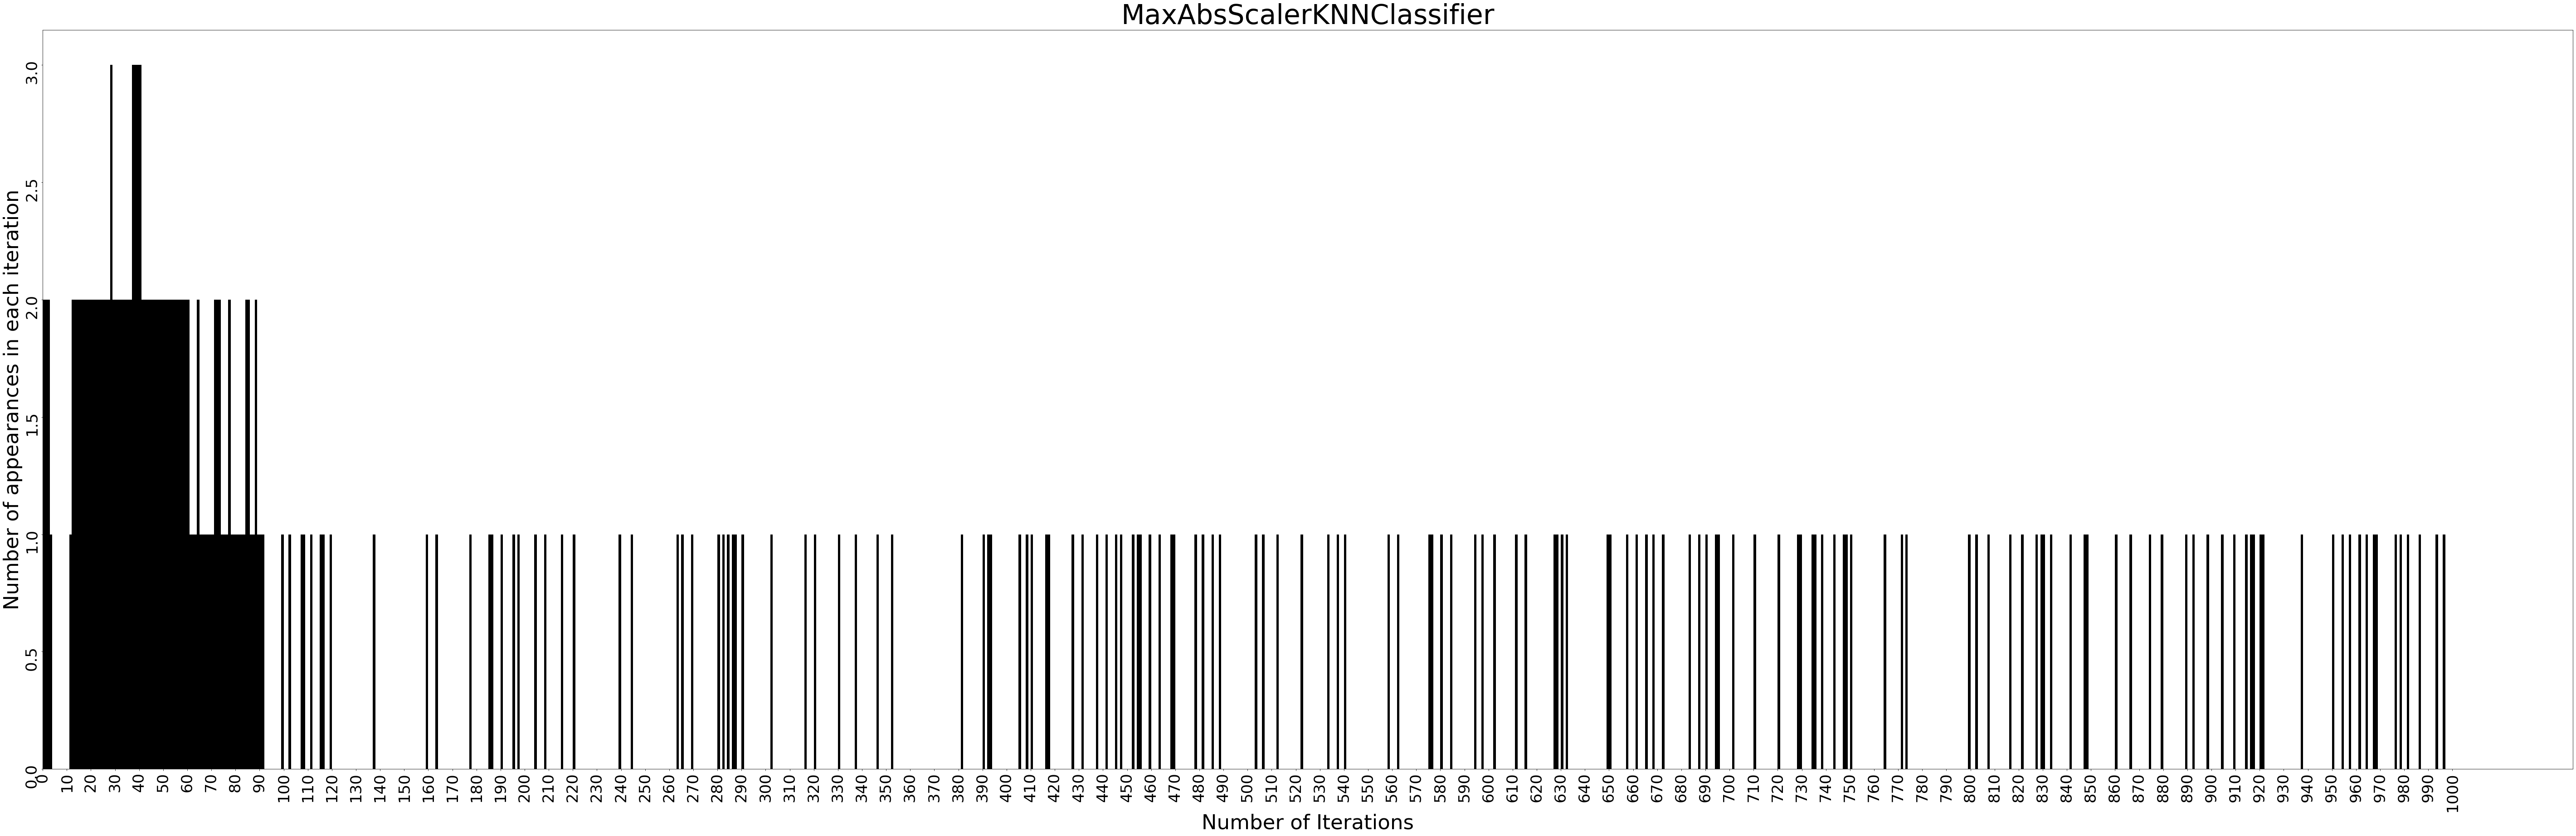 MaxAbsScalerKNNClassifier
Number of appearances in each iteration
3.0
2.5
2.0
1.5
1.0
0.5
0.0
0 10 20 30 40 50 60 70 80 90 100 110 120 130 140 150 160 170 180 190 200 210 220 230 240 250 260 270 280 290 300 310 320 330 340 350 360 370 380 390 400 410 420 430 440 450 460 470 480 490 500 510 520 530 540 550 560 570 580 590 600 610 620 630 640 650 660 670 680 690 700 710 720 730 740 750 760 770 780 790 800 810 820 830 840 850 860 870 880 890 900 910 920 930 940 950 960 970 980 990 1000
Number of Iterations